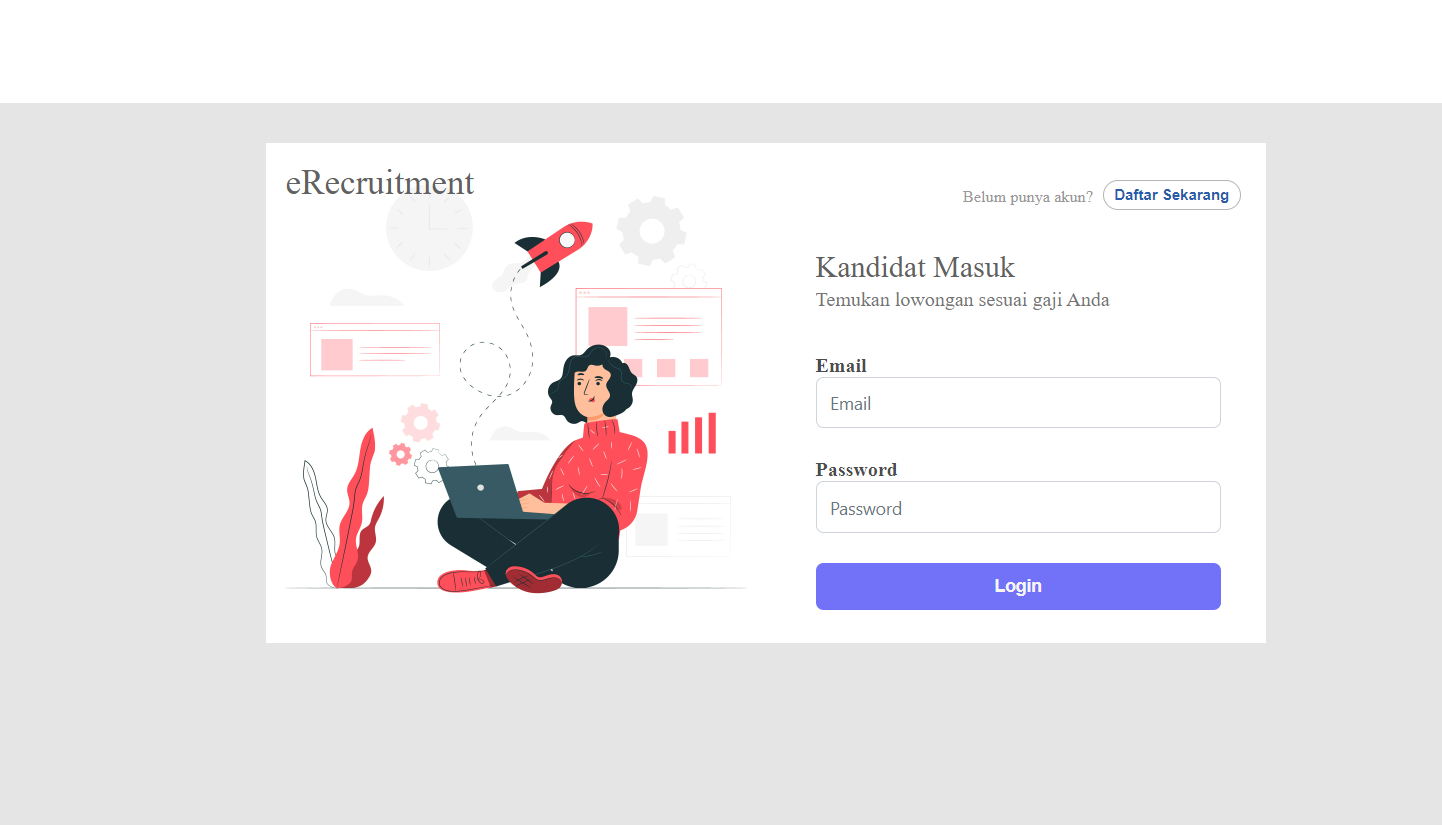 eRecruitment
Belum punya akun? Daftar Sekarang
Kandidat Masuk
Temukan lowongan sesuai gaji Anda
Email
Email
Password
Password
Login